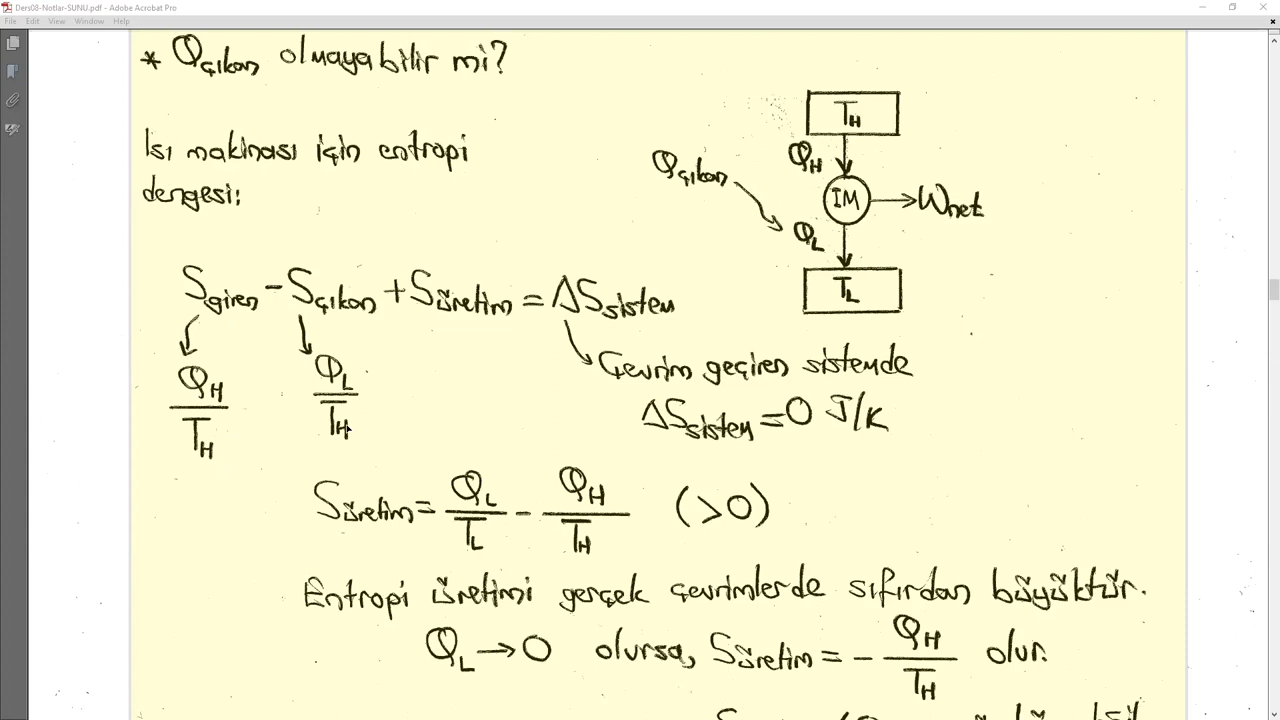 Ders08-Notlar-SUNU.pdf - Adobe Acrobat Pro
File Edit View Window Help
* Qçıkan olmayabilir mi?
Isı makinası için entropi
dengesi:
TH
QH
Qçıkan
IM
Wnet
QL
TL
Sgiren - Sçıkan + Süretim = ΔSsistem
QH/TH
QL/TH
Çevrim geçiren sistemde
ΔSsistem = 0 J/K
Süretim = QL/TL - QH/TH (>0)
Entropi üretimi gerçek çevrimlerde sıfırdan büyüktür.
QL → 0 olursa, Süretim = - QH/TH olur.